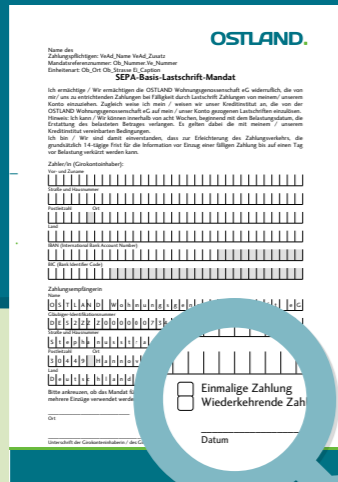 OSTLAND.
Name des
Zahlungspflichtigen: VeAd_Name VeAd_Zusatz
Mandatsreferenznummer: Ob_Nummer.Ve_Nummer
Einheitenart: Ob_Ort Ob_Strasse Ei_Caption
SEPA-Basis-Lastschrift-Mandat
Ich ermächtige / Wir ermächtigen die OSTLAND Wohnungsgenossenschaft eG widerruflich, die von
mir / uns zu entrichtenden Zahlungen bei Fälligkeit durch Lastschrift Zahlungen von meinem/ unserem
Konto einzuziehen. Zugleich weise ich mein / weisen wir unser Kreditinstitut an, die von der
OSTLAND Wohnungsgenossenschaft eG auf mein / unser Konto gezogenen Lastschriften einzulösen.
Hinweis: Ich kann / Wir können innerhalb von acht Wochen, beginnend mit dem Belastungsdatum, die
Erstattung des belasteten Betrages verlangen. Es gelten dabei die mit meinem / unserem
Kreditinstitut vereinbarten Bedingungen.
Ich bin / Wir sind damit einverstanden, dass zur Erleichterung des Zahlungsverkehrs, die
grundsätzlich 14-tägige Frist für die Information vor Einzug einer fälligen Zahlung bis auf einen Tag
vor Belastung verkürzt werden kann.
Zahler/in (Girokontoinhaber):
Vor- und Zuname
Straße und Hausnummer
Postleitzahl Ort
Land
IBAN (International Bank Account Number)
BIC (Bank Identifier Code)
Zahlungsempfängerin
Name
OSTLAND Wohnungsgen t eG
Gläubiger-Identifikationsnummer
Straße und Hausnummer
Postleitzahl Ort
30449 Hannov
Land
Deutschland
Bitte ankreuzen, ob das Mandat für
mehrere Einzüge verwendet werde
Einmalige Zahlung
Wiederkehrende Zah
Ort
Datum
Unterschrift der Girokontoinhaberin / des Gi